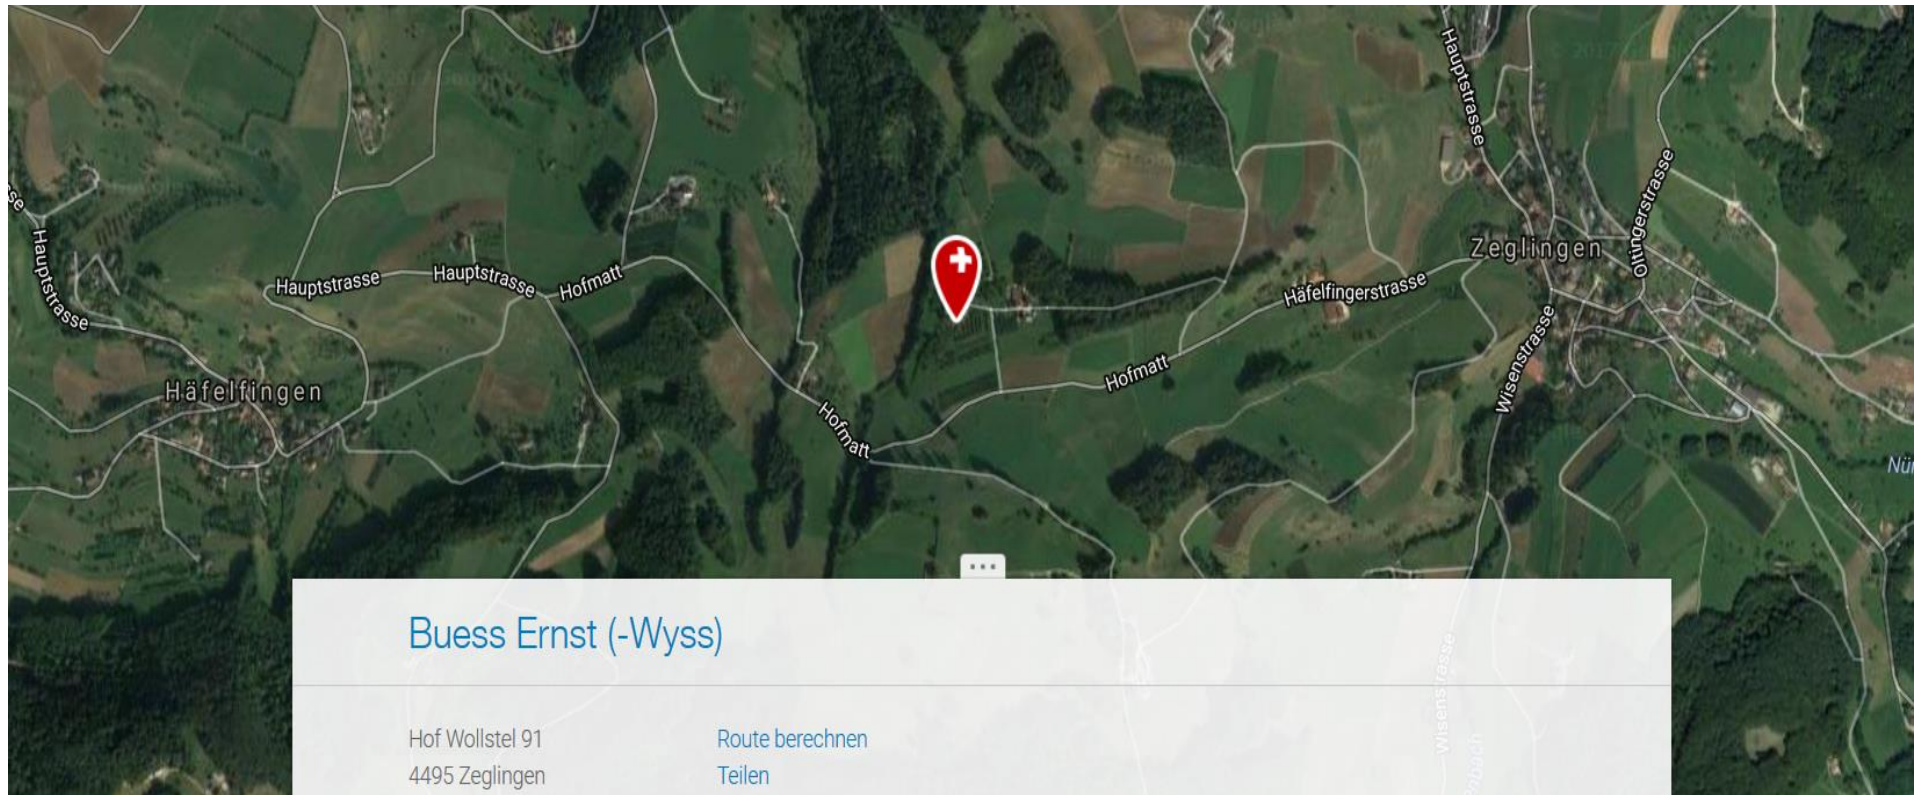 Hauptstrasse
Oltingerstrasse
Zeglingen
Hauptstrasse
Hauptstrasse
Hauptstrasse
Hofmatt
Häfelfingerstrasse
Wisenstrasse
Hofmatt
Häfelfingen
Hofmatt
Buess Ernst (-Wyss)
Wisenstrasse
Hof Wollstel 91
Route berechnen
4495 Zeglingen
Teilen